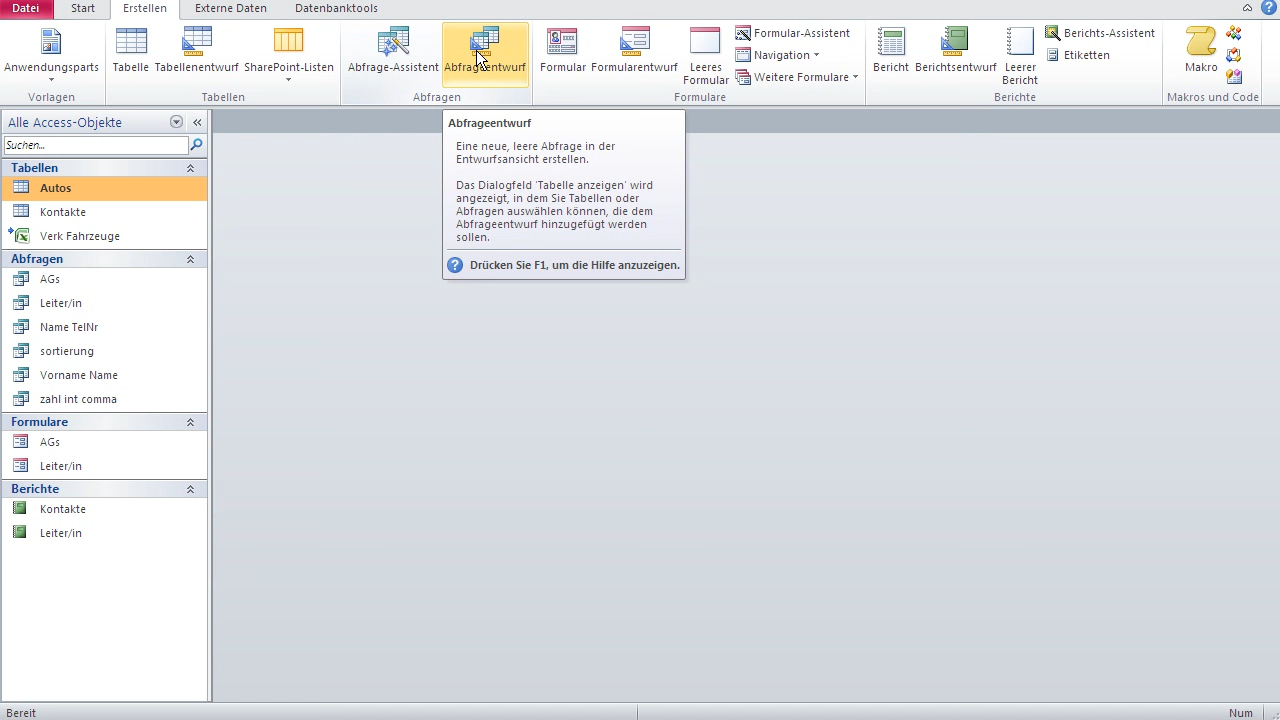 Datei Start Erstellen Externe Daten Datenbanktools
Anwendungsparts
Vorlagen
Tabelle Tabellenentwurf SharePoint-Listen
Tabellen
Abfrage-Assistent Abfrageentwurf
Abfragen
Formular Formularentwurf Leeres Formular
Formular-Assistent
Navigation
Weitere Formulare
Formulare
Bericht Berichtsentwurf Leerer Bericht
Berichts-Assistent
Etiketten
Berichte
Makro
Makros und Code
Alle Access-Objekte
Suchen...
Tabellen
Autos
Kontakte
Verk Fahrzeuge
Abfragen
AGs
Leiter/in
Name TelNr
sortierung
Vorname Name
zahl int comma
Formulare
AGs
Leiter/in
Berichte
Kontakte
Leiter/in
Abfrageentwurf
Eine neue, leere Abfrage in der
Entwurfsansicht erstellen.
Das Dialogfeld 'Tabelle anzeigen' wird
angezeigt, in dem Sie Tabellen oder
Abfragen auswählen können, die dem
Abfrageentwurf hinzugefügt werden
sollen.
Drücken Sie F1, um die Hilfe anzuzeigen.
Bereit
Num